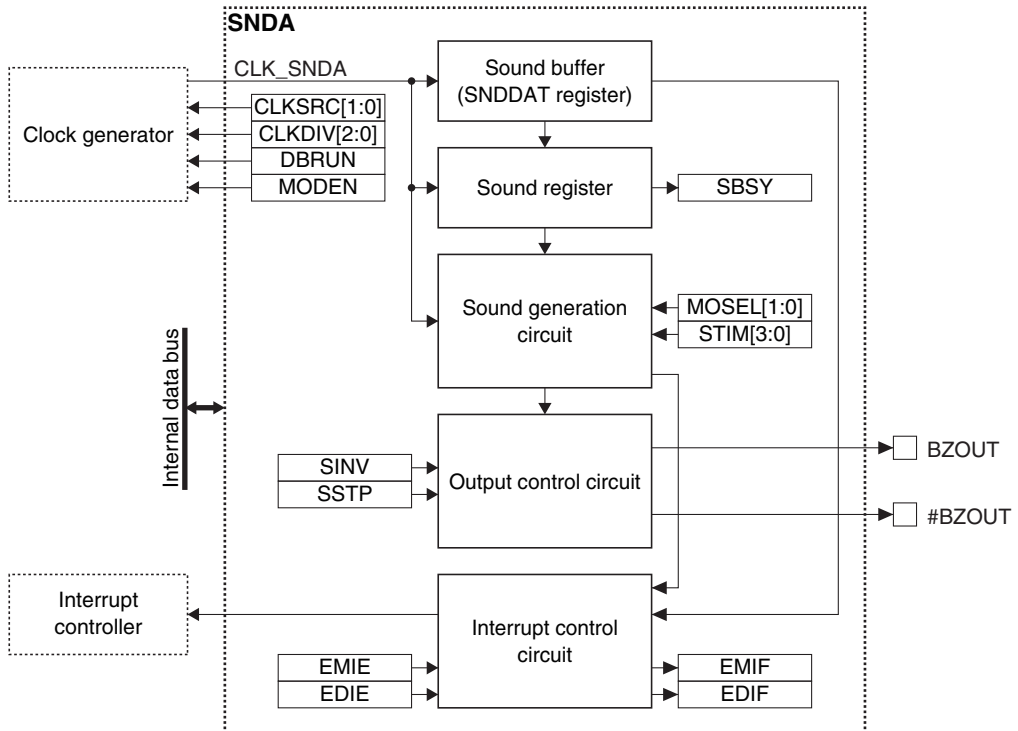 SNDA
CLK_SNDA
Sound buffer
(SNDDAT register)
Clock generator
CLKSRC[1:0]
CLKDIV[2:0]
DBRUN
MODEN
Sound register
SBSY
Sound generation
circuit
MOSEL[1:0]
STIM[3:0]
Internal data bus
SINV
SSTP
Output control circuit
BZOUT
#BZOUT
Interrupt
controller
Interrupt control
circuit
EMIE
EDIE
EMIF
EDIF